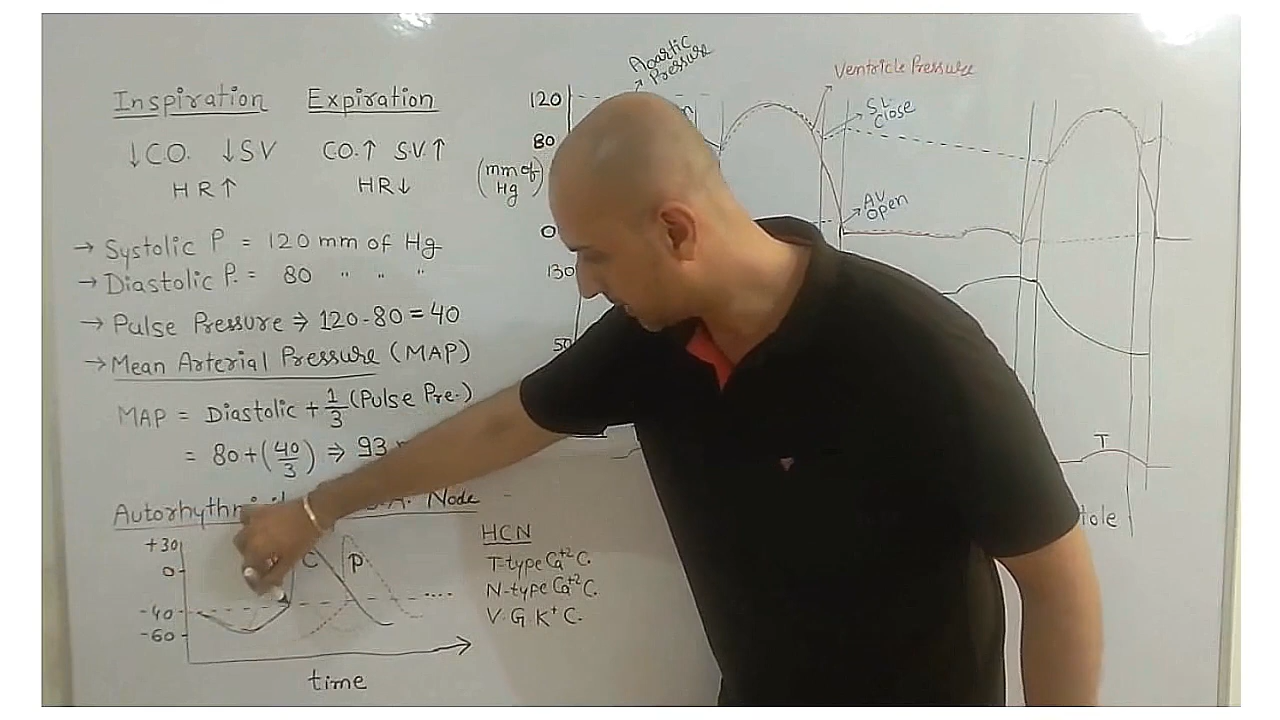 Inspiration Expiration
↓C.O. ↓SV C.O.↑ S.V.↑
HR↑ HR↓
→ Systolic P = 120 mm of Hg
→ Diastolic P. = 80 " " "
→ Pulse Pressure ⇒ 120-80 = 40
→ Mean Arterial Pressure (MAP)
MAP = Diastolic + 1/3 (Pulse Pre.)
= 80+(40/3) ⇒ 93
Node
+30
0
-40
-60
C P
....
time
HCN
T-type Ca+2 C.
N-type Ca+2 C.
V.G K+ C.
Aoartic
Pressure
Ventricle Pressure
120
80
(mm of
Hg)
0
130
50
SL
close
AV
open
T